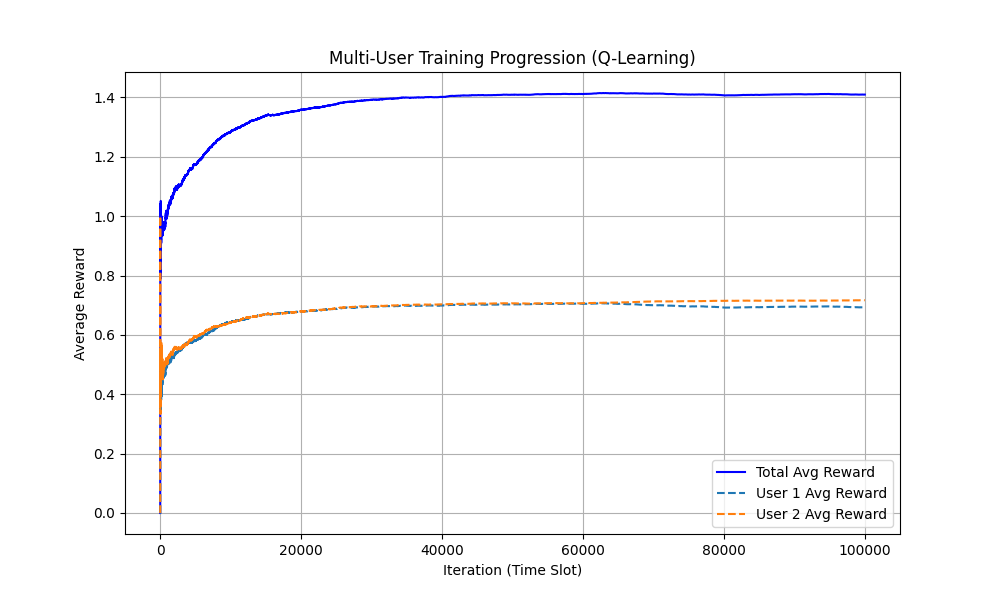 Multi-User Training Progression (Q-Learning)
Average Reward
1.4
1.2
1.0
0.8
0.6
0.4
0.2
0.0
Total Avg Reward
User 1 Avg Reward
User 2 Avg Reward
0 20000 40000 60000 80000 100000
Iteration (Time Slot)